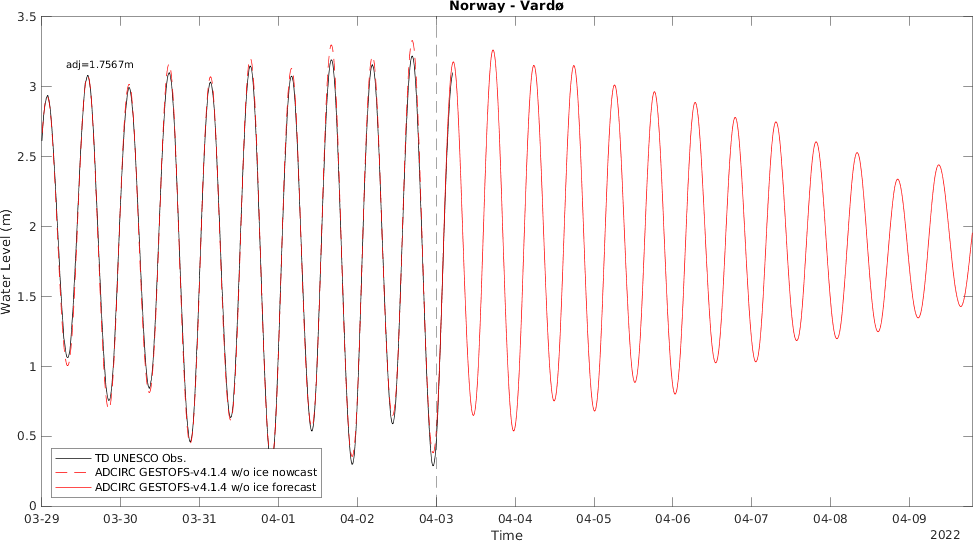 Norway - Vardø
3.5
3
2.5
2
1.5
1
0.5
0
Water Level (m)
adj=1.7567m
TD UNESCO Obs.
ADCIRC GESTOFS-v4.1.4 w/o ice nowcast
ADCIRC GESTOFS-v4.1.4 w/o ice forecast
03-29 03-30 03-31 04-01 04-02 04-03 04-04 04-05 04-06 04-07 04-08 04-09
Time
2022